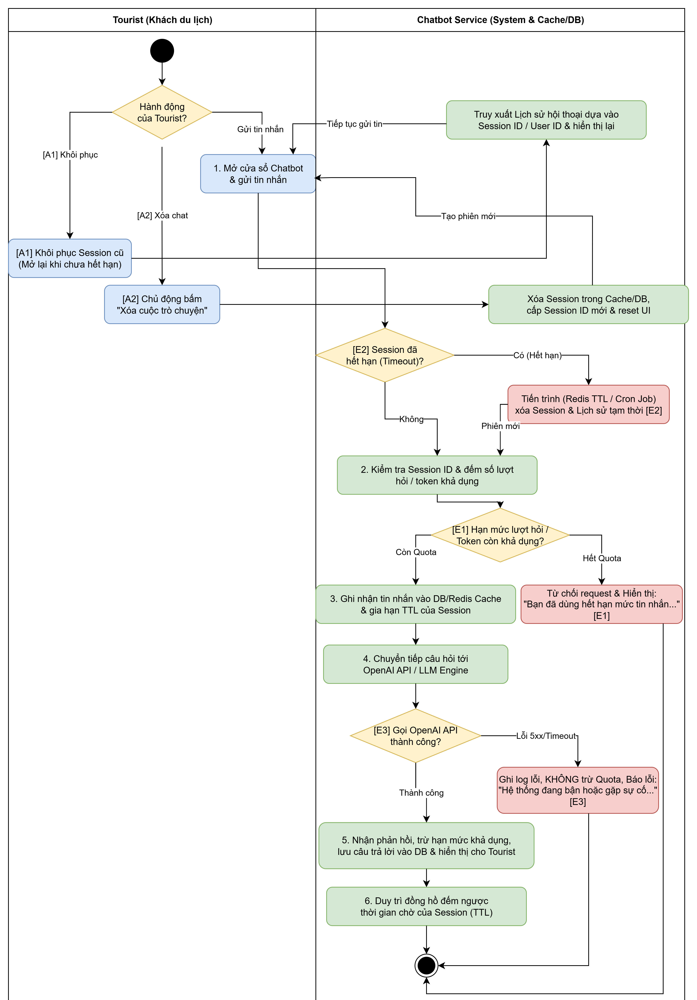 Tourist (Khách du lịch)
Chatbot Service (System & Cache/DB)
Hành động
của Tourist?
Truy xuất Lịch sử hội thoại dựa vào
Session ID / User ID & hiển thị lại
Tiếp tục gửi tin
Gửi tin nhắn
[A1] Khôi phục
1. Mở cửa sổ Chatbot
& gửi tin nhắn
[A2] Xóa chat
Tạo phiên mới
[A1] Khôi phục Session cũ
(Mở lại khi chưa hết hạn)
[A2] Chủ động bấm
"Xóa cuộc trò chuyện"
Xóa Session trong Cache/DB,
cấp Session ID mới & reset UI
[E2] Session đã
hết hạn (Timeout)?
Có (Hết hạn)
Tiến trình (Redis TTL / Cron Job)
xóa Session & Lịch sử tạm thời [E2]
Không
Phiên mới
2. Kiểm tra Session ID & đếm số lượt
hỏi / token khả dụng
[E1] Hạn mức lượt hỏi /
Token còn khả dụng?
Còn Quota
Hết Quota
3. Ghi nhận tin nhắn vào DB/Redis Cache
& gia hạn TTL của Session
Từ chối request & Hiển thị:
"Bạn đã dùng hết hạn mức tin nhắn..."
[E1]
4. Chuyển tiếp câu hỏi tới
OpenAI API / LLM Engine
[E3] Gọi OpenAI API
thành công?
Lỗi 5xx/Timeout
Ghi log lỗi, KHÔNG trừ Quota, Báo lỗi:
"Hệ thống đang bận hoặc gặp sự cố..."
[E3]
Thành công
5. Nhận phản hồi, trừ hạn mức khả dụng,
lưu câu trả lời vào DB & hiển thị cho Tourist
6. Duy trì đồng hồ đếm ngược
thời gian chờ của Session (TTL)